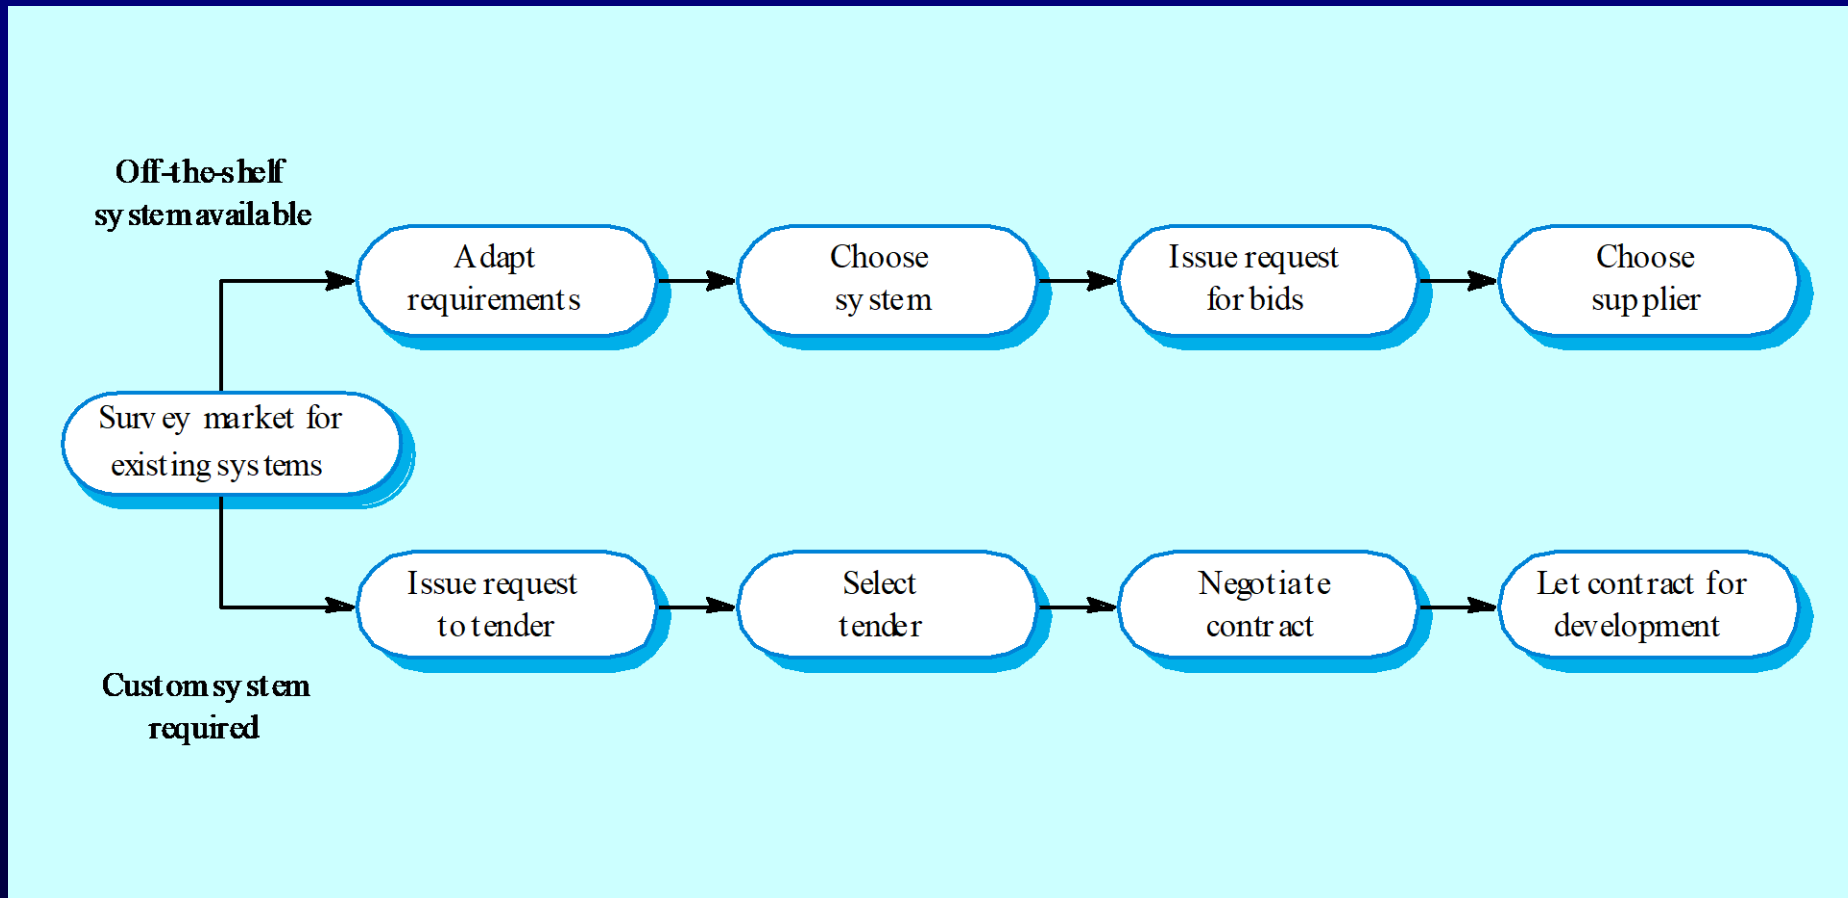 Off-the-shelf
system available
Adapt
requirements
Choose
system
Issue request
for bids
Choose
supplier
Survey market for
existing systems
Issue request
to tender
Select
tender
Negotiate
contract
Let contract for
development
Custom system
required